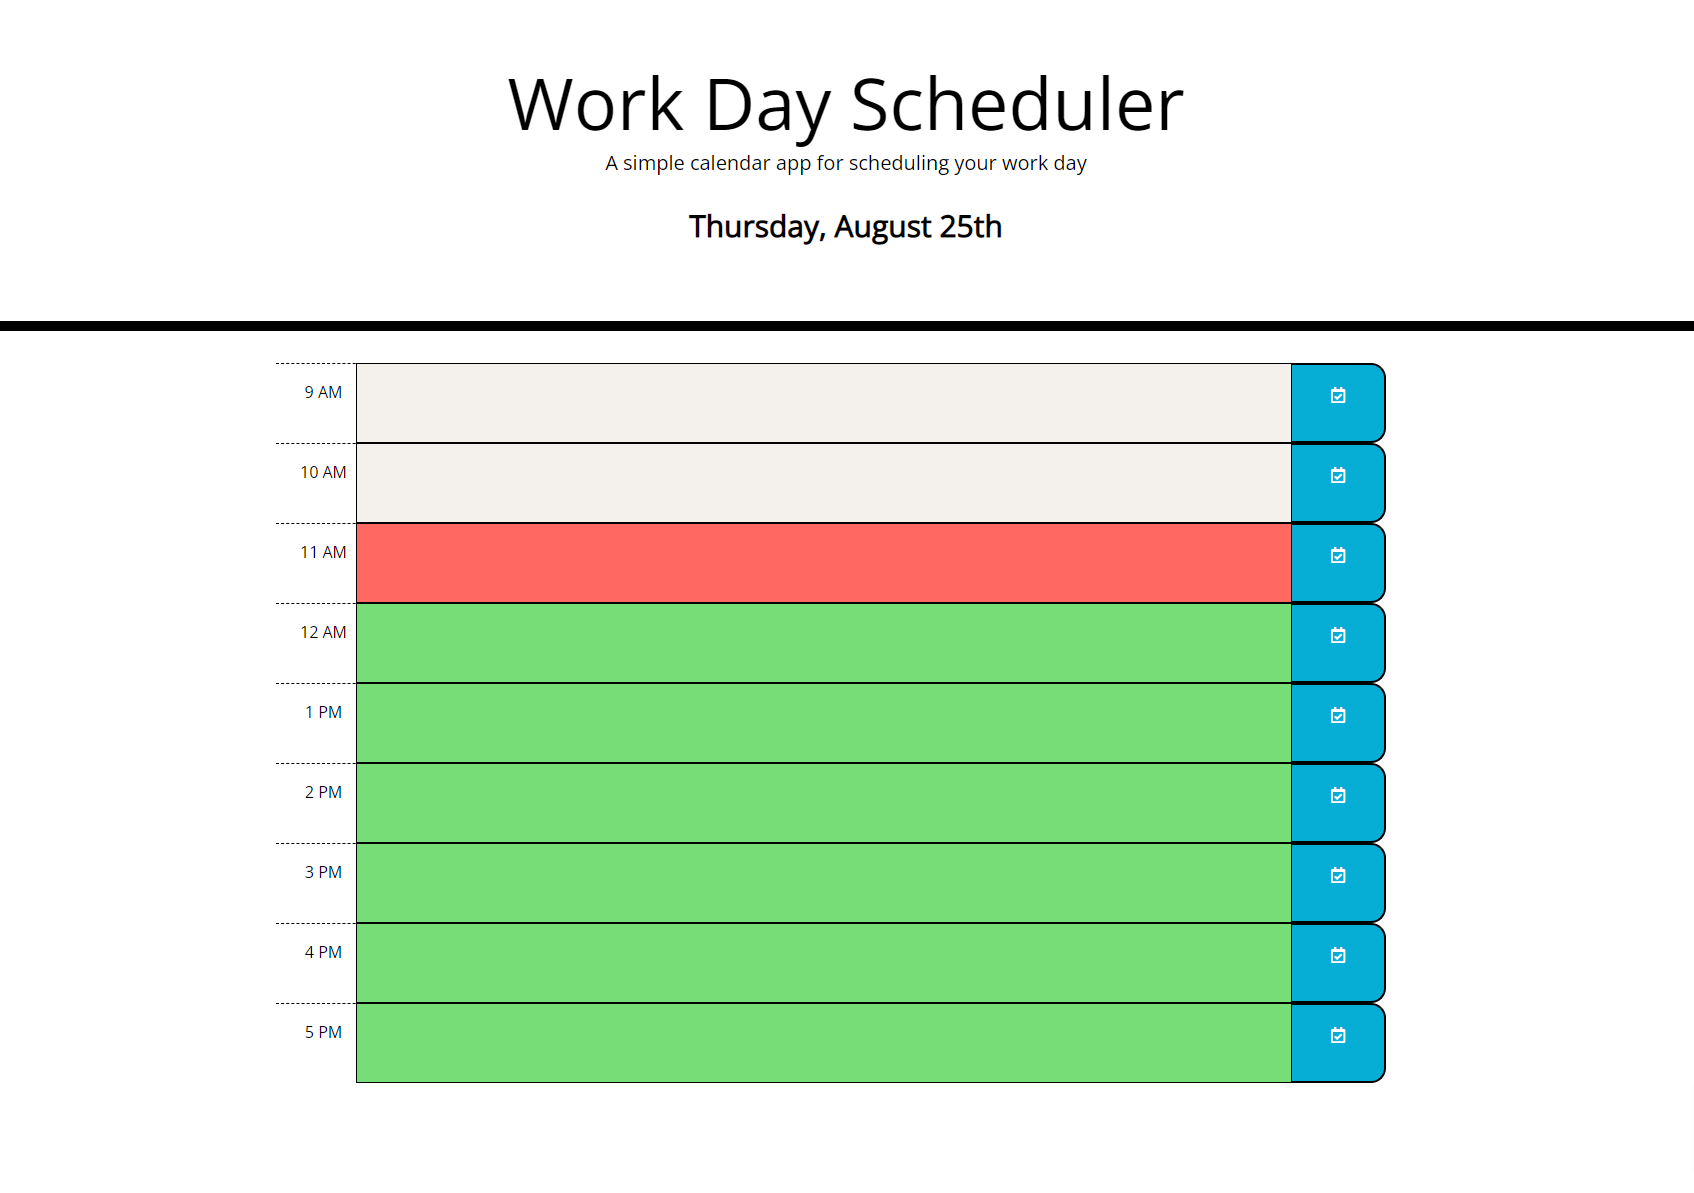 Work Day Scheduler
A simple calendar app for scheduling your work day
Thursday, August 25th
9 AM
10 AM
11 AM
12 AM
1 PM
2 PM
3 PM
4 PM
5 PM